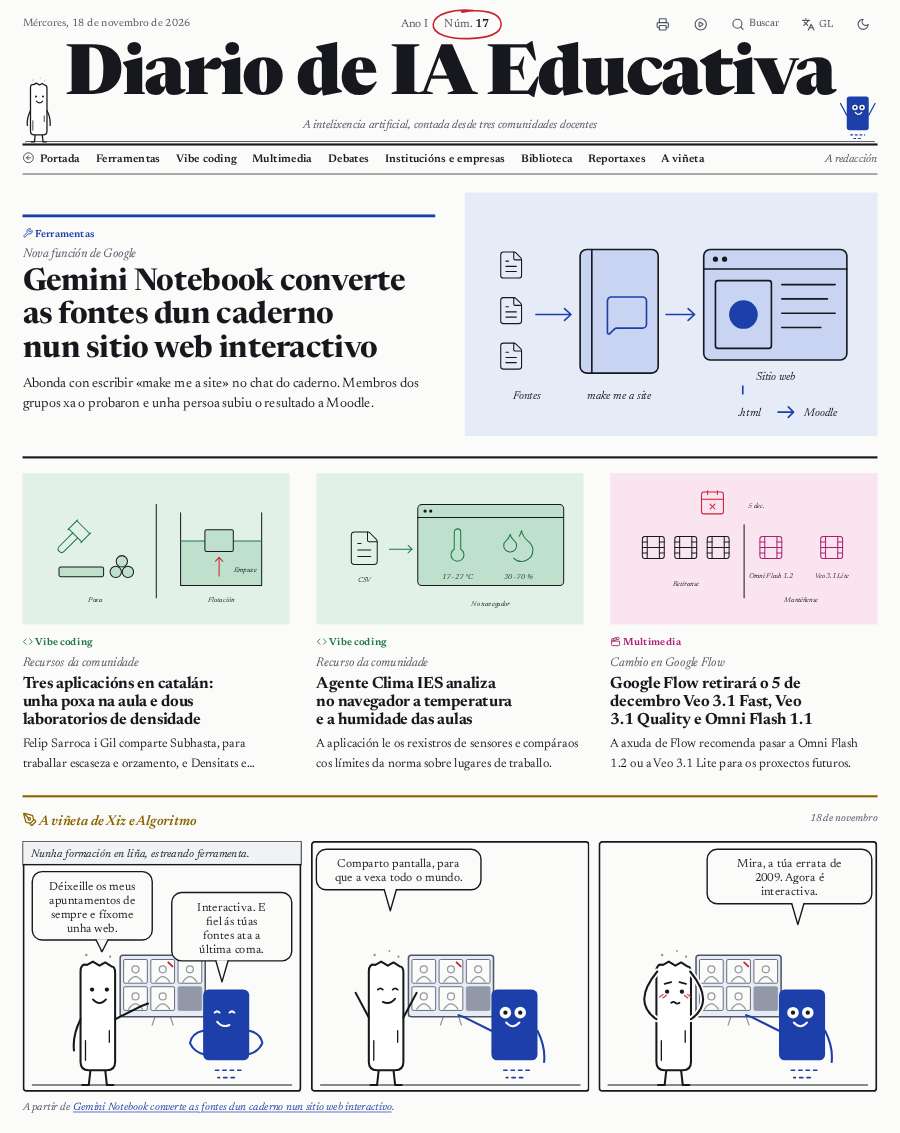 Mércores, 18 de novembro de 2026
Ano I
Núm. 17
Buscar
GL
Diario de IA Educativa
A intelixencia artificial, contada desde tres comunidades docentes
Portada
Ferramentas
Vibe coding
Multimedia
Debates
Institucións e empresas
Biblioteca
Reportaxes
A viñeta
A redacción
Ferramentas
Nova función de Google
Gemini Notebook converte
as fontes dun caderno
nun sitio web interactivo
Abonda con escribir «make me a site» no chat do caderno. Membros dos
grupos xa o probaron e unha persoa subiu o resultado a Moodle.
Fontes
make me a site
Sitio web
.html
Moodle
Poxa
Flotación
Empuxe
CSV
17-27 °C
30-70 %
No navegador
5 dec.
Retíranse
Omni Flash 1.2
Veo 3.1 Lite
Mantéñense
Vibe coding
Recursos da comunidade
Tres aplicacións en catalán:
unha poxa na aula e dous
laboratorios de densidade
Felip Sarroca i Gil comparte Subhasta, para
traballar escaseza e orzamento, e Densitats e...
Vibe coding
Recurso da comunidade
Agente Clima IES analiza
no navegador a temperatura
e a humidade das aulas
A aplicación le os rexistros de sensores e compáraos
cos límites da norma sobre lugares de traballo.
Multimedia
Cambio en Google Flow
Google Flow retirará o 5 de
decembro Veo 3.1 Fast, Veo
3.1 Quality e Omni Flash 1.1
A axuda de Flow recomenda pasar a Omni Flash
1.2 ou a Veo 3.1 Lite para os proxectos futuros.
A viñeta de Xiz e Algoritmo
18 de novembro
Nunha formación en liña, estreando ferramenta.
Déixeille os meus
apuntamentos de
sempre e fíxome
unha web.
Interactiva. E
fiel ás túas
fontes ata a
última coma.
Comparto pantalla, para
que a vexa todo o mundo.
Mira, a túa errata de
2009. Agora é
interactiva.
A partir de Gemini Notebook converte as fontes dun caderno nun sitio web interactivo.